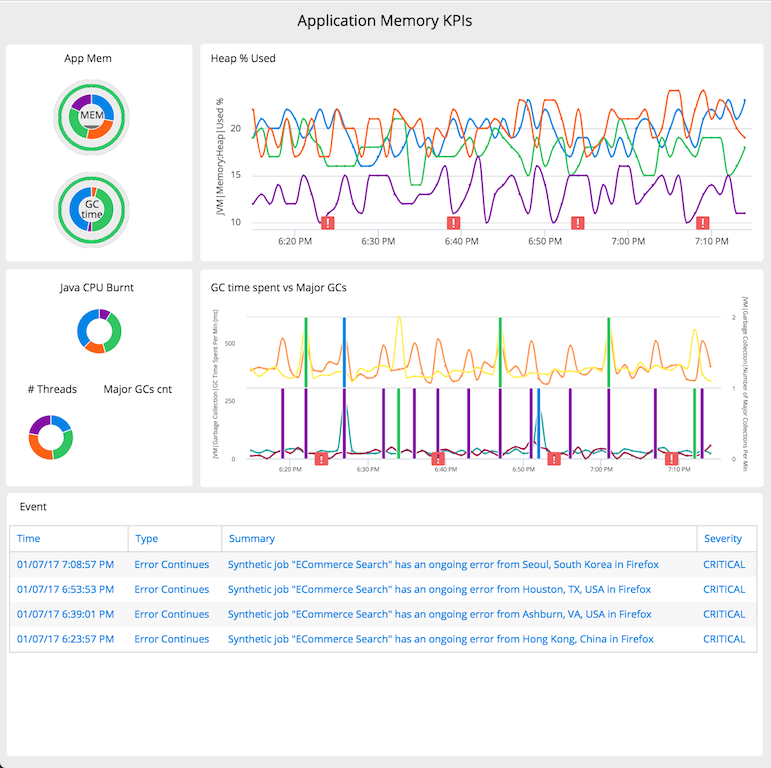 Application Memory KPIs
App Mem
MEM
GC
time
Heap % Used
JVM|Memory:Heap|Used %
20
15
10
!
!
!
!
6:20 PM 6:30 PM 6:40 PM 6:50 PM 7:00 PM 7:10 PM
Java CPU Burnt
# Threads Major GCs cnt
GC time spent vs Major GCs
JVM|Garbage Collection|GC Time Spent Per Min (ms)
500
250
0
2
1
0
JVM|Garbage Collection|Number of Major Collections Per Min
!
!
!
!
6:20 PM 6:30 PM 6:40 PM 6:50 PM 7:00 PM 7:10 PM
Event
Time Type Summary Severity
01/07/17 7:08:57 PM Error Continues Synthetic job "ECommerce Search" has an ongoing error from Seoul, South Korea in Firefox CRITICAL
01/07/17 6:53:53 PM Error Continues Synthetic job "ECommerce Search" has an ongoing error from Houston, TX, USA in Firefox CRITICAL
01/07/17 6:39:01 PM Error Continues Synthetic job "ECommerce Search" has an ongoing error from Ashburn, VA, USA in Firefox CRITICAL
01/07/17 6:23:57 PM Error Continues Synthetic job "ECommerce Search" has an ongoing error from Hong Kong, China in Firefox CRITICAL